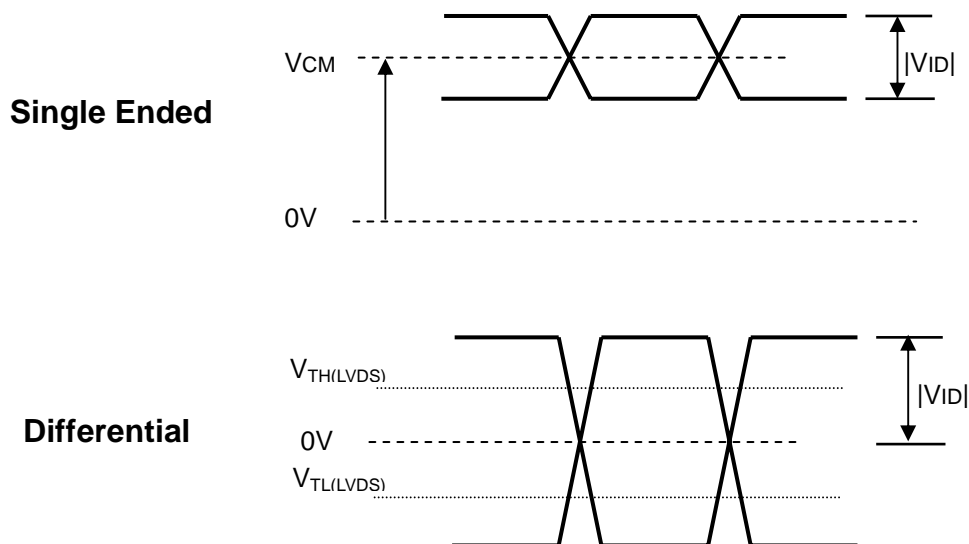 VCM
|VID|
Single Ended
0V
VTH(LVDS)
|VID|
Differential
0V
VTL(LVDS)